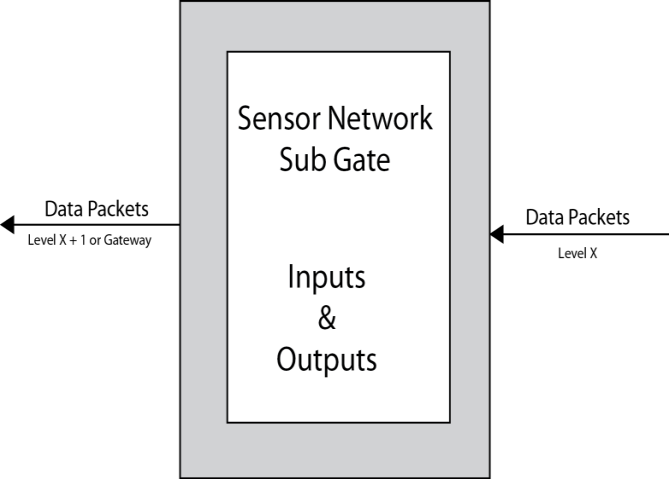 Sensor Network
Sub Gate
Data Packets
Level X + 1 or Gateway
Data Packets
Level X
Inputs
&
Outputs